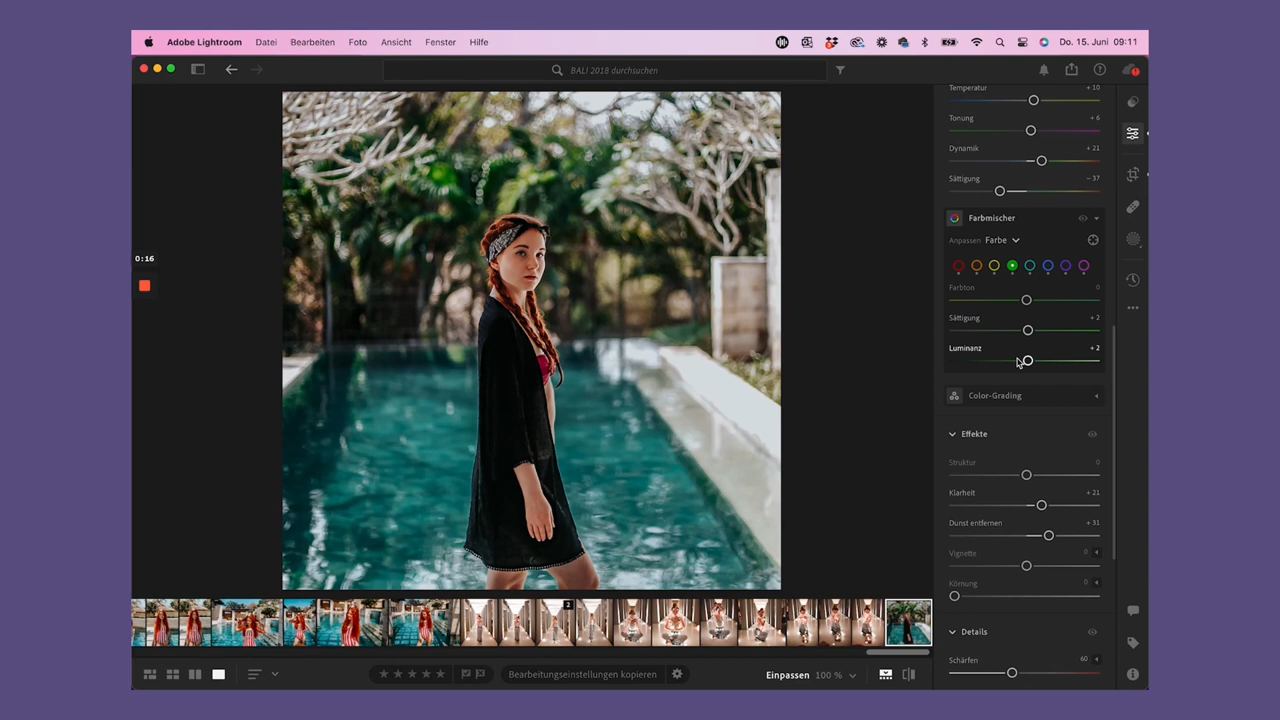 Adobe Lightroom Datei Bearbeiten Foto Ansicht Fenster Hilfe Do. 15. Juni 09:11
BALI 2018 durchsuchen
Temperatur +10
Tonung +6
Dynamik +21
Sättigung −37
Farbmischer
Anpassen Farbe
Farbton 0
Sättigung +2
Luminanz +2
Color-Grading
Effekte
Struktur 0
Klarheit +21
Dunst entfernen +31
Vignette 0
Körnung 0
Details
Schärfen 60
0:16
2
Bearbeitungseinstellungen kopieren Einpassen 100 %